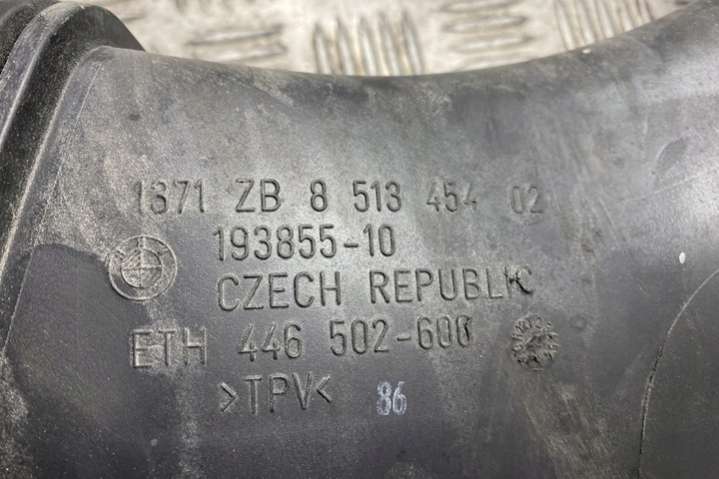 1371 ZB 8 513 454 02
193855-10
CZECH REPUBLIC
ETH 446 502-600
>TPV<
86